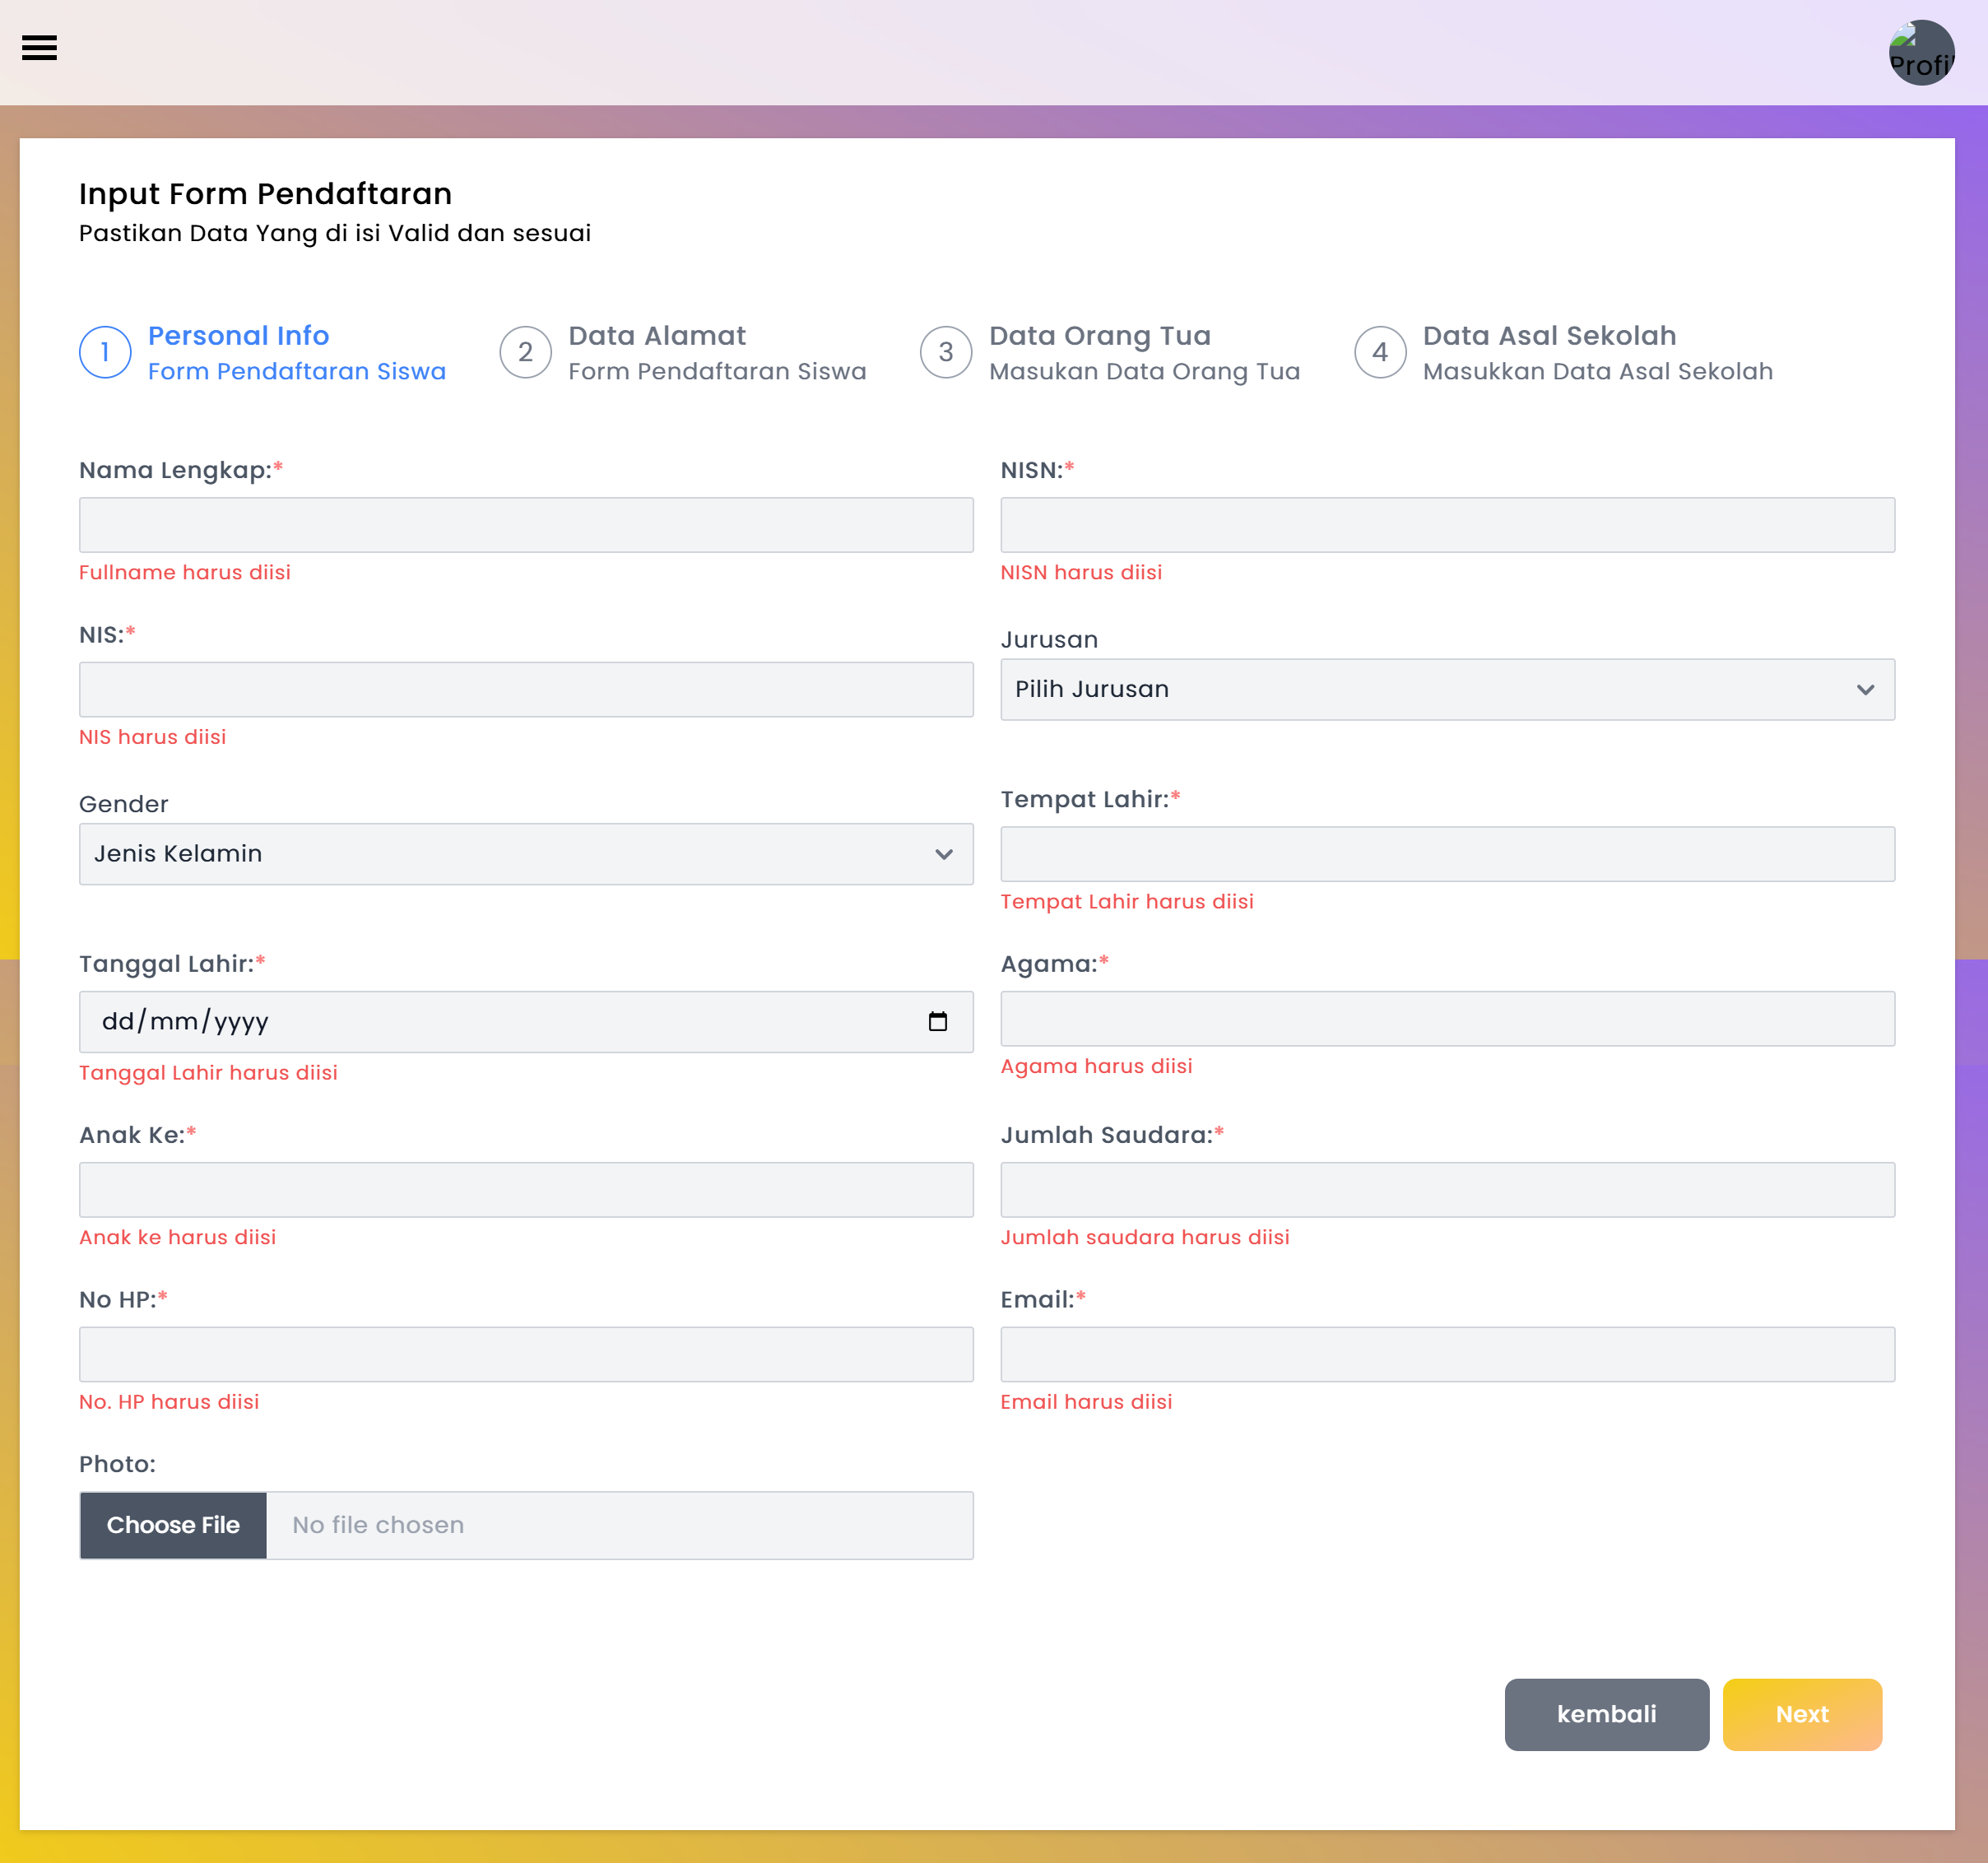 Profil
Input Form Pendaftaran
Pastikan Data Yang di isi Valid dan sesuai
1
Personal Info
Form Pendaftaran Siswa
2
Data Alamat
Form Pendaftaran Siswa
3
Data Orang Tua
Masukan Data Orang Tua
4
Data Asal Sekolah
Masukkan Data Asal Sekolah
Nama Lengkap:*
Fullname harus diisi
NISN:*
NISN harus diisi
NIS:*
NIS harus diisi
Jurusan
Pilih Jurusan
Gender
Jenis Kelamin
Tempat Lahir:*
Tempat Lahir harus diisi
Tanggal Lahir:*
dd/mm/yyyy
Tanggal Lahir harus diisi
Agama:*
Agama harus diisi
Anak Ke:*
Anak ke harus diisi
Jumlah Saudara:*
Jumlah saudara harus diisi
No HP:*
No. HP harus diisi
Email:*
Email harus diisi
Photo:
Choose File
No file chosen
kembali
Next